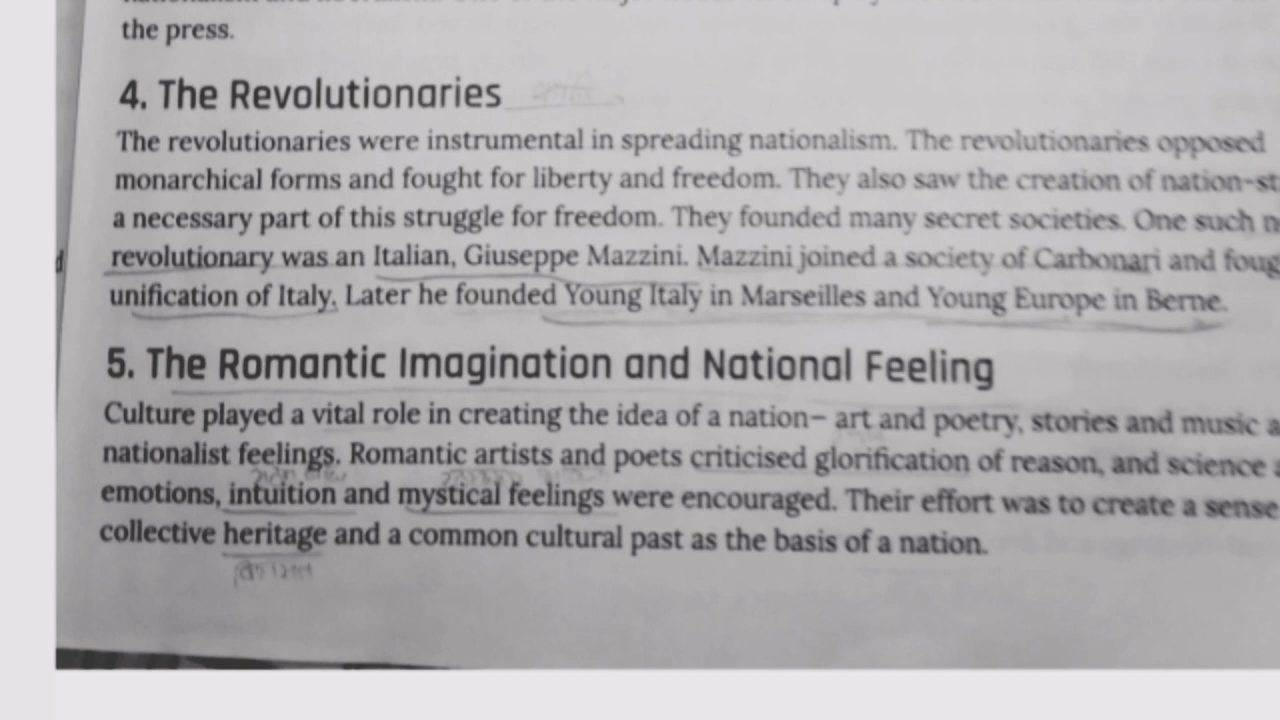 the press.
4. The Revolutionaries
The revolutionaries were instrumental in spreading nationalism. The revolutionaries opposed
monarchical forms and fought for liberty and freedom. They also saw the creation of
a necessary part of this struggle for freedom. They founded many secret societies. One such
revolutionary was an Italian, Giuseppe Mazzini. Mazzini joined a society of Carbonari and
unification of Italy. Later he founded Young Italy in Marseilles and Young Europe in Berne.
5. The Romantic Imagination and National Feeling
Culture played a vital role in creating the idea of a nation– art and poetry, stories and music
nationalist feelings. Romantic artists and poets criticised glorification of reason, and science
emotions, intuition and mystical feelings were encouraged. Their effort was to create a sense
collective heritage and a common cultural past as the basis of a nation.